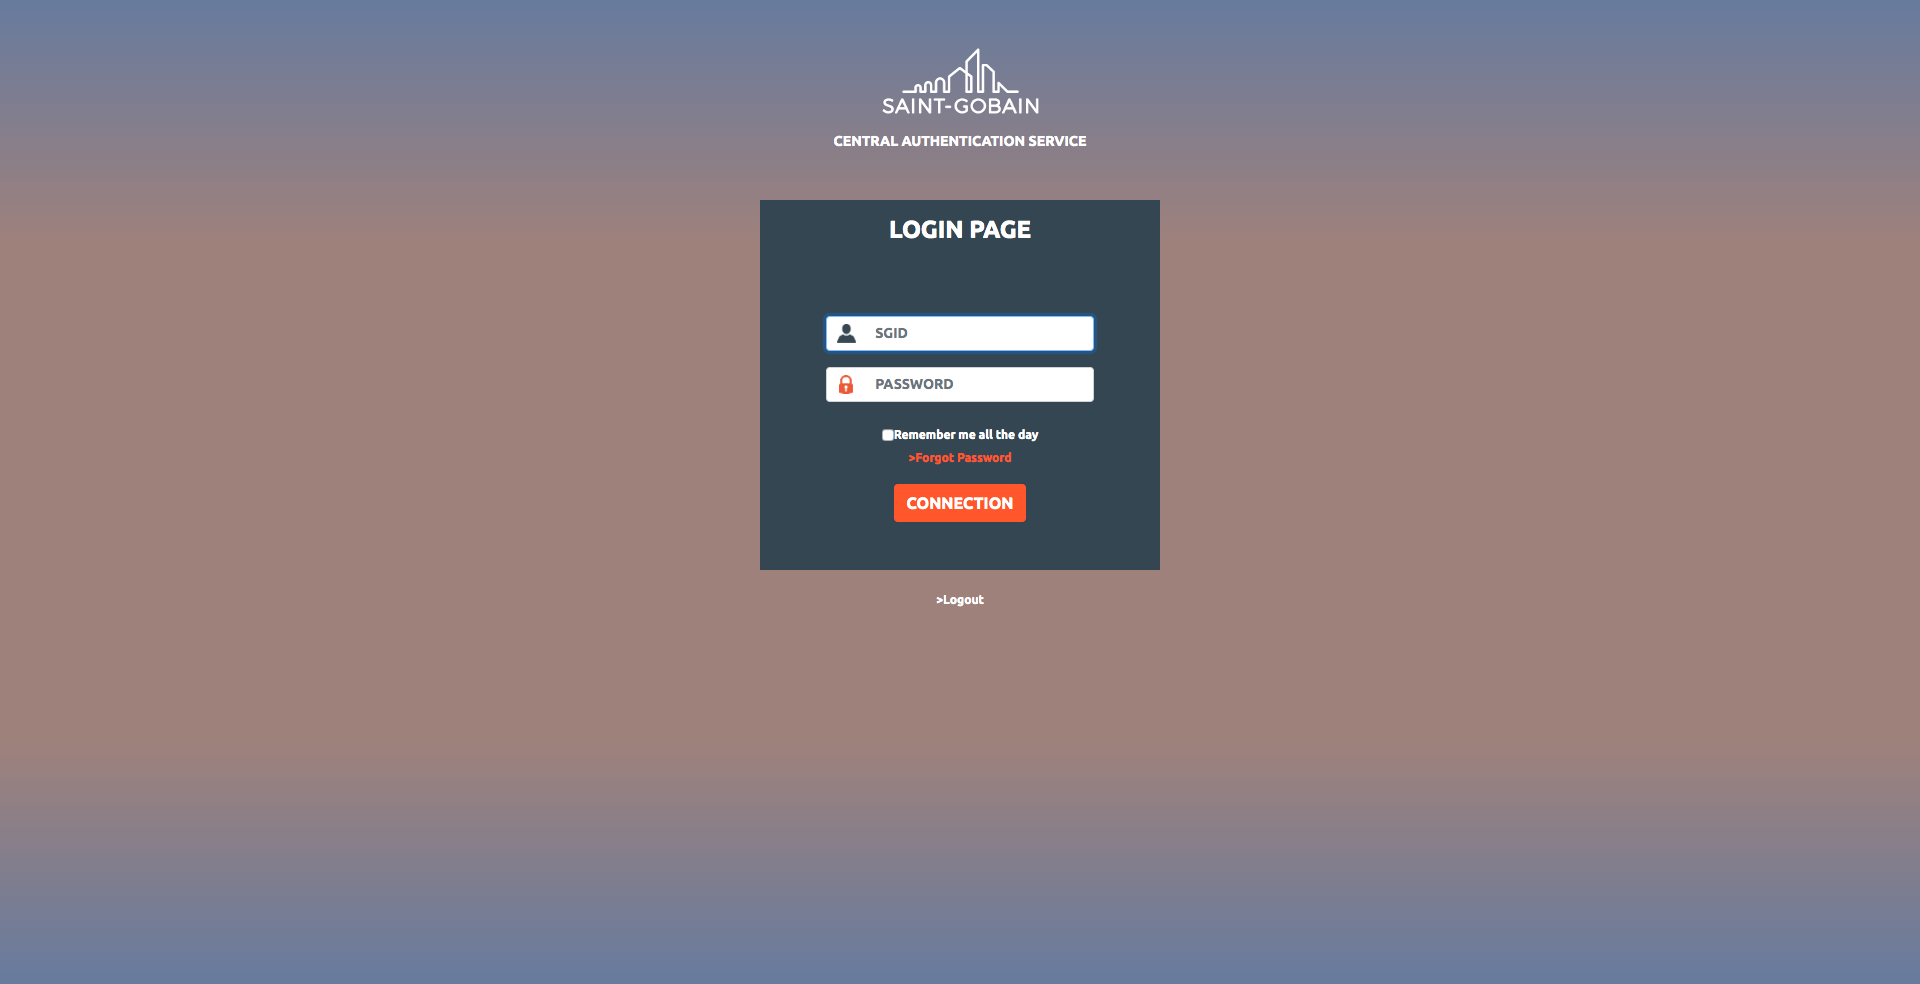 SAINT-GOBAIN
CENTRAL AUTHENTICATION SERVICE
LOGIN PAGE
SGID
PASSWORD
Remember me all the day
>Forgot Password
CONNECTION
>Logout